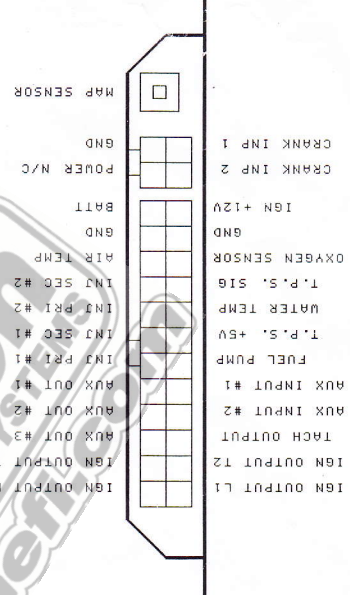 IGN OUTPUT L1
IGN OUTPUT
IGN OUTPUT T2
IGN OUTPUT
TACH OUTPUT
AUX OUT #3
AUX INPUT #2
AUX OUT #2
AUX INPUT #1
AUX OUT #1
FUEL PUMP
INJ PRI #1
T.P.S. +5V
INJ SEC #1
WATER TEMP
INJ PRI #2
T.P.S. SIG
INJ SEC #2
OXYGEN SENSOR
AIR TEMP
GND
GND
IGN +12V
BATT
CRANK INP 2
POWER N/C
CRANK INP 1
GND
MAP SENSOR
efi.com